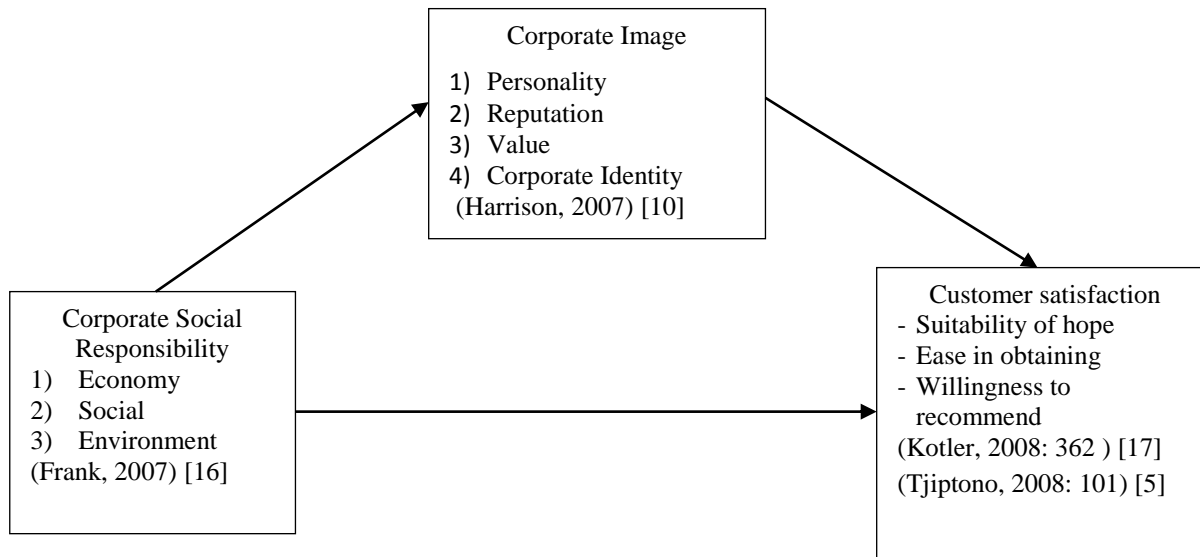 Corporate Image
1) Personality
2) Reputation
3) Value
4) Corporate Identity
(Harrison, 2007) [10]
Corporate Social
Responsibility
1) Economy
2) Social
3) Environment
(Frank, 2007) [16]
Customer satisfaction
- Suitability of hope
- Ease in obtaining
- Willingness to
recommend
(Kotler, 2008: 362 ) [17]
(Tjiptono, 2008: 101) [5]